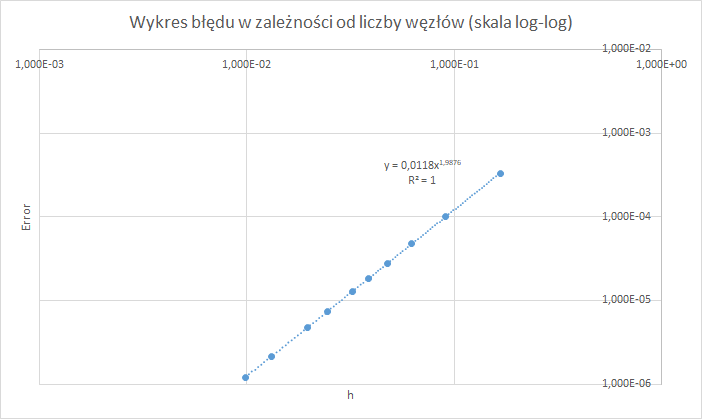 Wykres błędu w zależności od liczby węzłów (skala log-log)
1,000E-02
1,000E-03 1,000E-02 1,000E-01 1,000E+00
1,000E-03
y = 0,0118x^1,9876
R² = 1
Error
1,000E-04
1,000E-05
1,000E-06
h